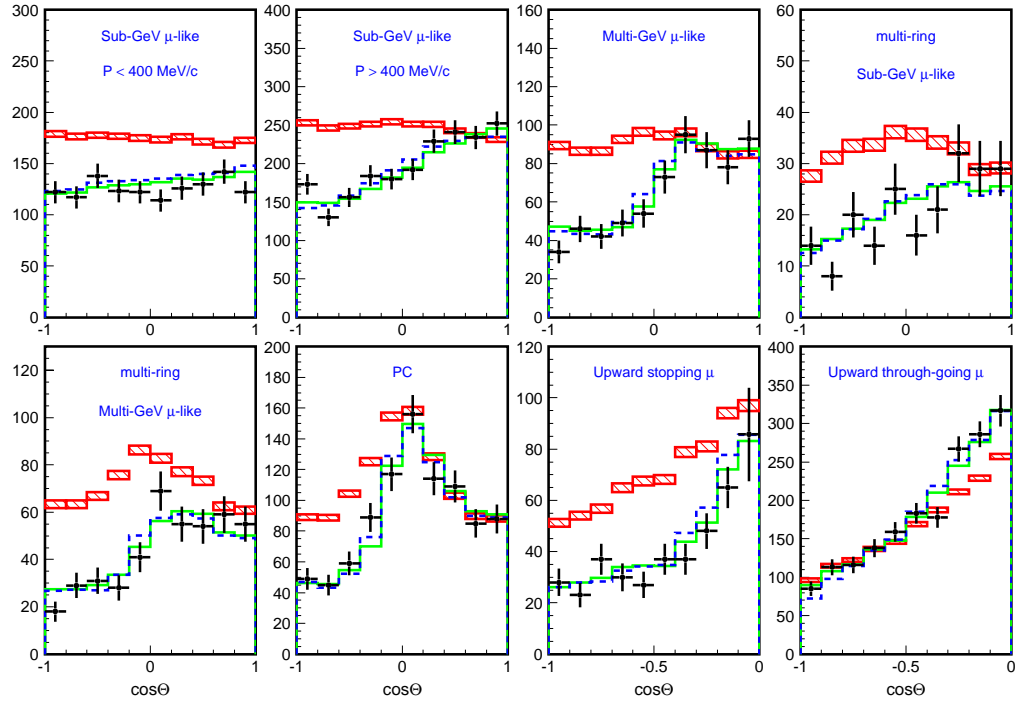 300
250
200
150
100
50
0
-1 0 1
Sub-GeV μ-like
P < 400 MeV/c
400
350
300
250
200
150
100
50
0
-1 0 1
Sub-GeV μ-like
P > 400 MeV/c
160
140
120
100
80
60
40
20
0
-1 0 1
Multi-GeV μ-like
60
50
40
30
20
10
0
-1 0 1
multi-ring
Sub-GeV μ-like
120
100
80
60
40
20
0
-1 0 1
multi-ring
Multi-GeV μ-like
cosΘ
200
180
160
140
120
100
80
60
40
20
0
-1 0 1
PC
cosΘ
120
100
80
60
40
20
0
-1 -0.5 0
Upward stopping μ
cosΘ
400
350
300
250
200
150
100
50
0
-1 -0.5 0
Upward through-going μ
cosΘ